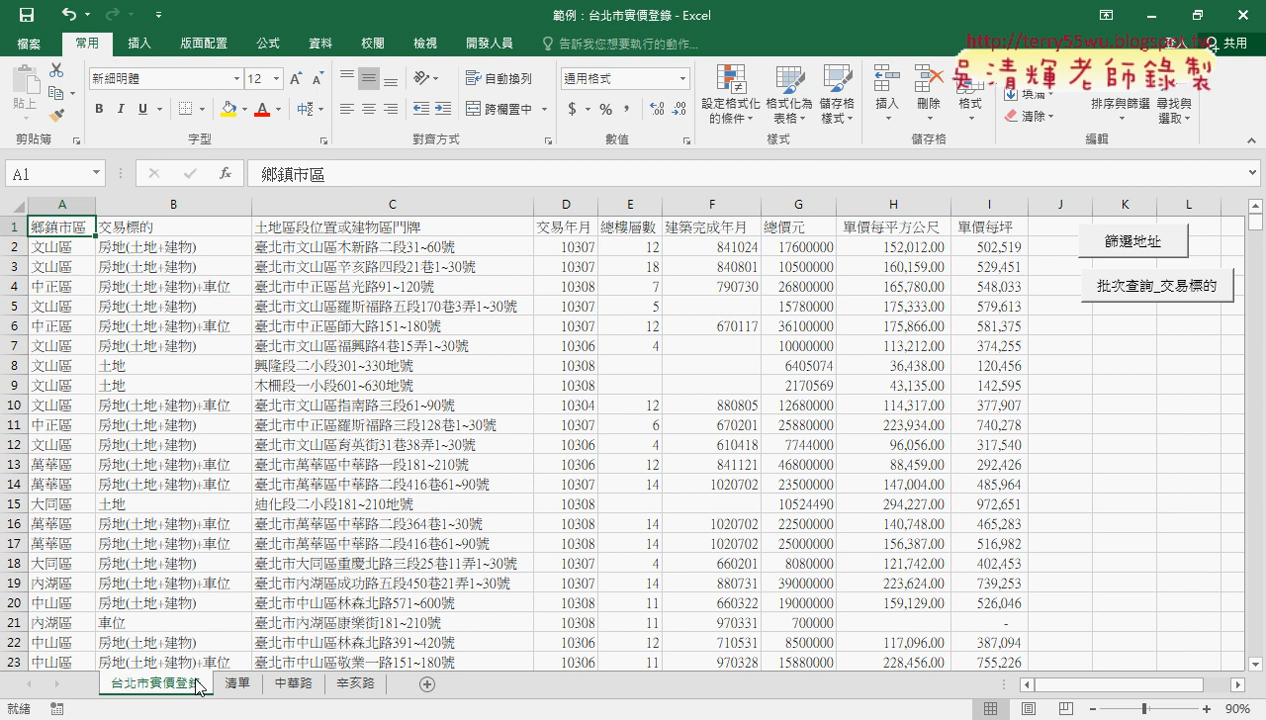 範例：台北市實價登錄 - Excel
檔案 常用 插入 版面配置 公式 資料 校閱 檢視 開發人員 告訴我您想要執行的動作... 登入 共用
http://terry55wu.blogspot.tw
吳清輝老師錄製
貼上 新細明體 12 自動換列 通用格式
B I U 跨欄置中 $ % ,
設定格式化的條件 格式化為表格 儲存格樣式 插入 刪除 格式 填滿 清除 排序與篩選 尋找與選取
剪貼簿 字型 對齊方式 數值 樣式 儲存格 編輯
A1 fx 鄉鎮市區
A B C D E F G H I J K L
1 鄉鎮市區 交易標的 土地區段位置或建物區門牌 交易年月 總樓層數 建築完成年月 總價元 單價每平方公尺 單價每坪
2 文山區 房地(土地+建物) 臺北市文山區木新路二段31~60號 10307 12 841024 17600000 152,012.00 502,519
3 文山區 房地(土地+建物) 臺北市文山區辛亥路四段21巷1~30號 10307 18 840801 10500000 160,159.00 529,451
4 中正區 房地(土地+建物)+車位 臺北市中正區莒光路91~120號 10308 7 790730 26800000 165,780.00 548,033
5 文山區 房地(土地+建物) 臺北市文山區羅斯福路五段170巷3弄1~30號 10307 5 15780000 175,333.00 579,613
6 中正區 房地(土地+建物)+車位 臺北市中正區師大路151~180號 10307 12 670117 36100000 175,866.00 581,375
7 文山區 房地(土地+建物) 臺北市文山區福興路4巷15弄1~30號 10306 4 10000000 113,212.00 374,255
8 文山區 土地 興隆段二小段301~330地號 10308 6405074 36,438.00 120,456
9 文山區 土地 木柵段一小段601~630地號 10308 2170569 43,135.00 142,595
10 文山區 房地(土地+建物)+車位 臺北市文山區指南路三段61~90號 10304 12 880805 12680000 114,317.00 377,907
11 中正區 房地(土地+建物)+車位 臺北市中正區羅斯福路三段128巷1~30號 10307 6 670201 25880000 223,934.00 740,278
12 文山區 房地(土地+建物) 臺北市文山區育英街31巷38弄1~30號 10306 4 610418 7744000 96,056.00 317,540
13 萬華區 房地(土地+建物) 臺北市萬華區中華路一段181~210號 10306 12 841121 46800000 88,459.00 292,426
14 萬華區 房地(土地+建物)+車位 臺北市萬華區中華路二段416巷61~90號 10307 14 1020702 23500000 147,004.00 485,964
15 大同區 土地 迪化段二小段181~210地號 10308 10524490 294,227.00 972,651
16 萬華區 房地(土地+建物)+車位 臺北市萬華區中華路二段364巷1~30號 10308 14 1020702 22500000 140,748.00 465,283
17 萬華區 房地(土地+建物)+車位 臺北市萬華區中華路二段416巷61~90號 10308 14 1020702 25000000 156,387.00 516,982
18 大同區 房地(土地+建物) 臺北市大同區重慶北路三段25巷11弄1~30號 10307 4 660201 8080000 121,742.00 402,453
19 內湖區 房地(土地+建物)+車位 臺北市內湖區成功路五段450巷21弄1~30號 10307 14 880731 39000000 223,624.00 739,253
20 中山區 房地(土地+建物) 臺北市中山區林森北路571~600號 10308 11 660322 19000000 159,129.00 526,046
21 內湖區 車位 臺北市內湖區康樂街181~210號 10308 11 970331 700000 -
22 中山區 房地(土地+建物) 臺北市中山區林森北路391~420號 10306 12 710531 8500000 117,096.00 387,094
23 中山區 房地(土地+建物)+車位 臺北市中山區敬業一路151~180號 10306 11 970328 15880000 228,456.00 755,226
篩選地址
批次查詢_交易標的
台北市實價登錄 清單 中華路 辛亥路
就緒 90%